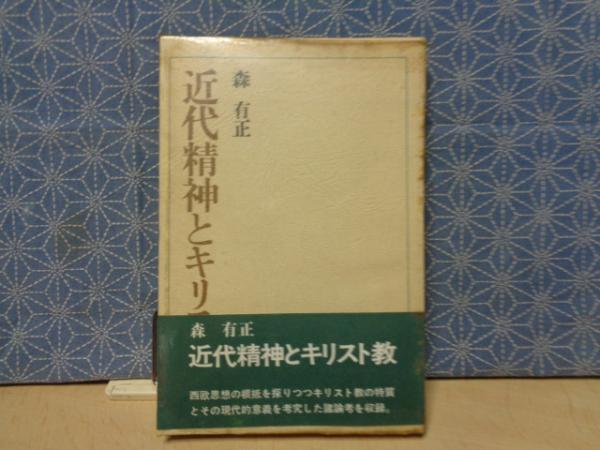 森 有正
近代精神とキリス
森 有正
近代精神とキリスト教
西欧思想の根抵を探りつつキリスト教の特質
とその現代的意義を考究した諸論考を収録。